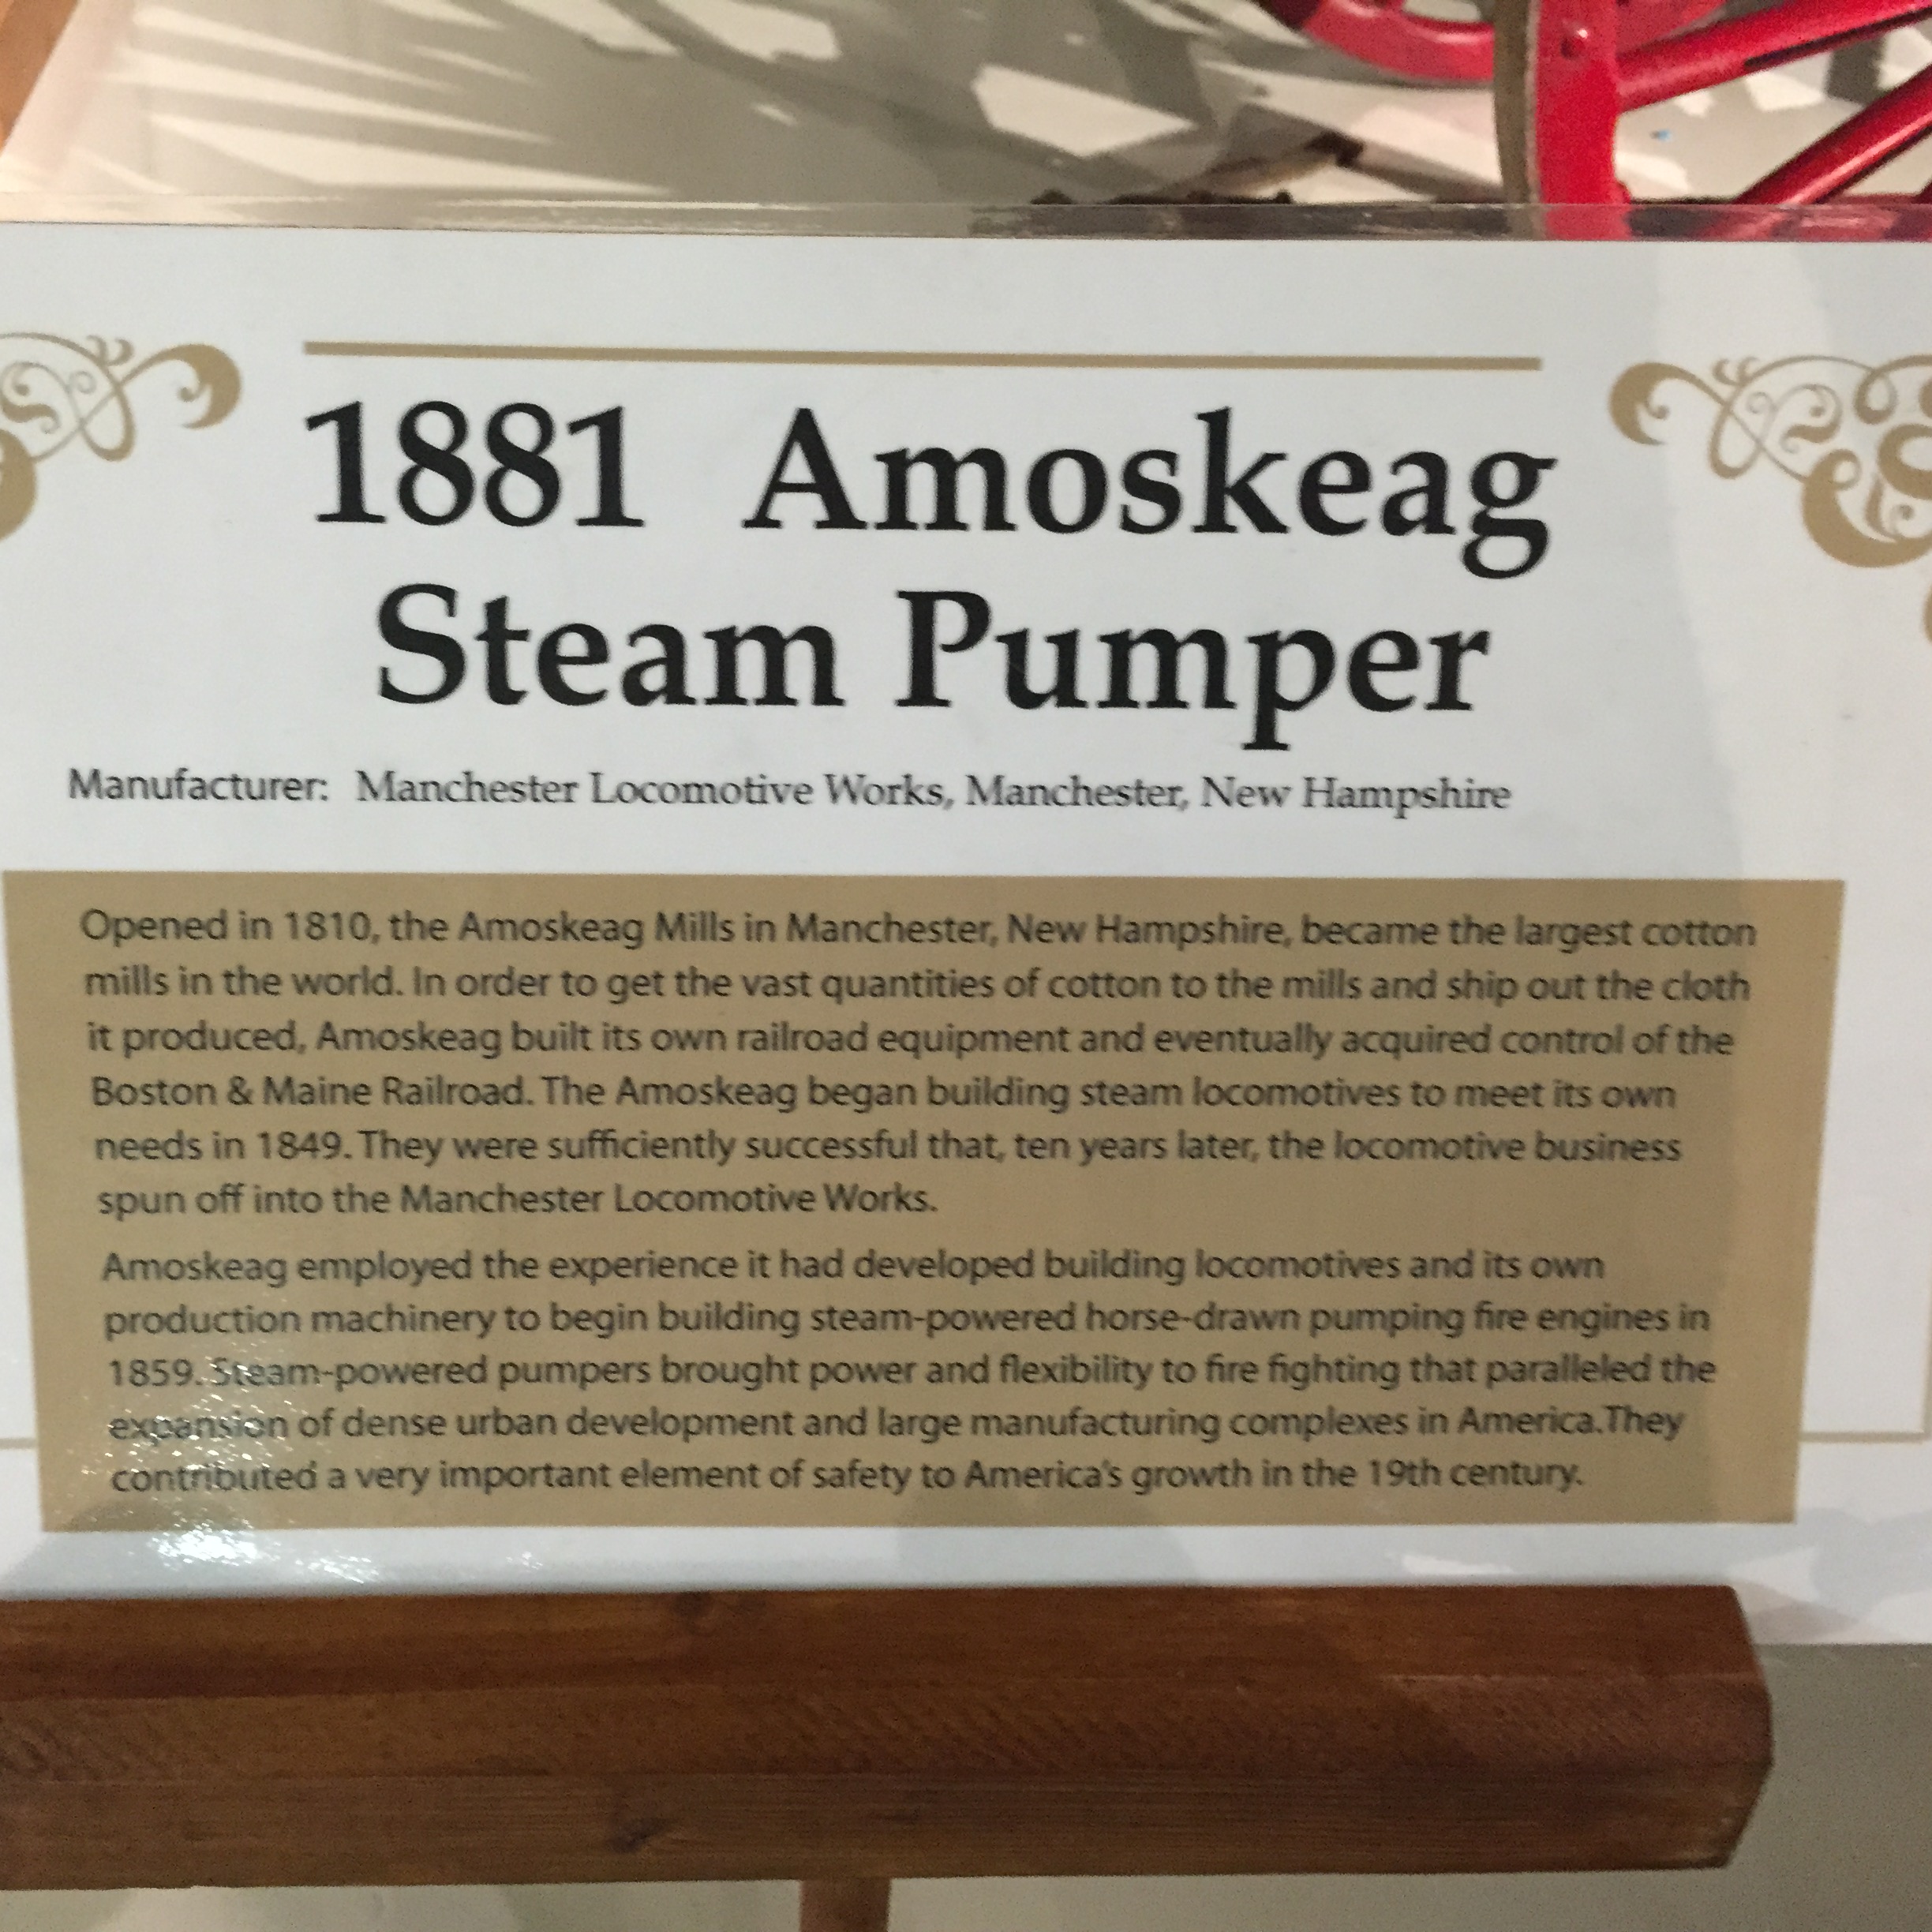 1881 Amoskeag
Steam Pumper
Manufacturer: Manchester Locomotive Works, Manchester, New Hampshire
Opened in 1810, the Amoskeag Mills in Manchester, New Hampshire, became the largest cotton
mills in the world. In order to get the vast quantities of cotton to the mills and ship out the cloth
it produced, Amoskeag built its own railroad equipment and eventually acquired control of the
Boston & Maine Railroad. The Amoskeag began building steam locomotives to meet its own
needs in 1849. They were sufficiently successful that, ten years later, the locomotive business
spun off into the Manchester Locomotive Works.
Amoskeag employed the experience it had developed building locomotives and its own
production machinery to begin building steam-powered horse-drawn pumping fire engines in
1859. Steam-powered pumpers brought power and flexibility to fire fighting that paralleled the
expansion of dense urban development and large manufacturing complexes in America.They
contributed a very important element of safety to America's growth in the 19th century.